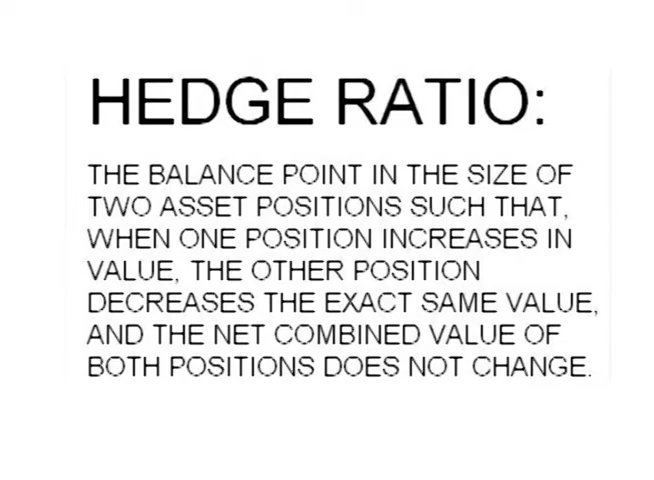 HEDGE RATIO:
THE BALANCE POINT IN THE SIZE OF
TWO ASSET POSITIONS SUCH THAT,
WHEN ONE POSITION INCREASES IN
VALUE, THE OTHER POSITION
DECREASES THE EXACT SAME VALUE,
AND THE NET COMBINED VALUE OF
BOTH POSITIONS DOES NOT CHANGE.